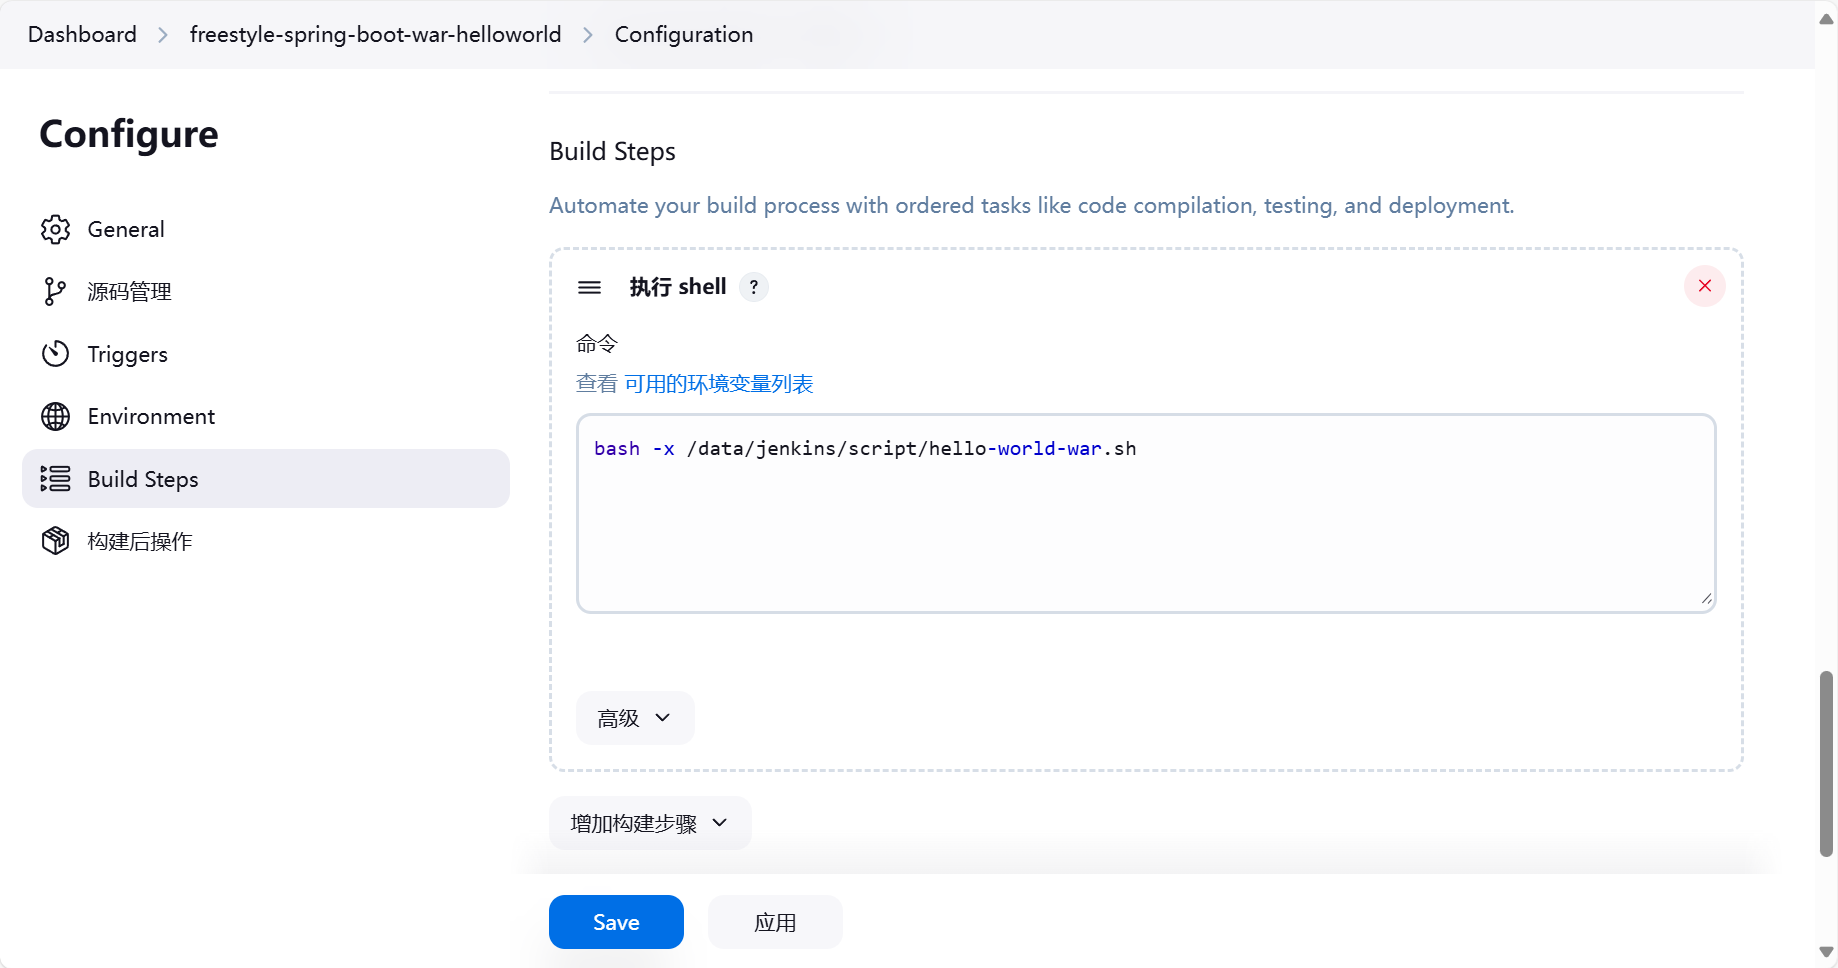 Dashboard
freestyle-spring-boot-war-helloworld
Configuration
Configure
General
源码管理
Triggers
Environment
Build Steps
构建后操作
Build Steps
Automate your build process with ordered tasks like code compilation, testing, and deployment.
执行 shell ?
命令
查看 可用的环境变量列表
bash -x /data/jenkins/script/hello-world-war.sh
高级
增加构建步骤
Save
应用